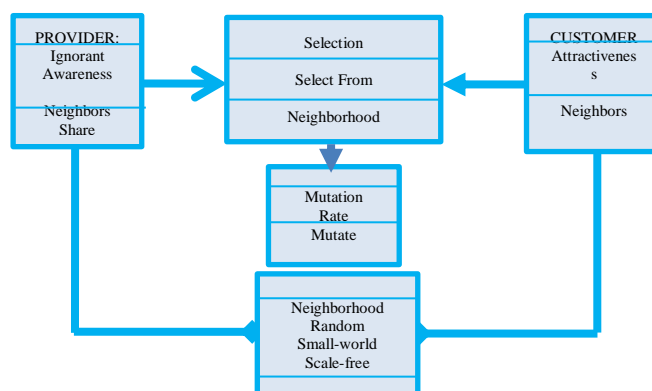 PROVIDER:
Ignorant
Awareness
Neighbors
Share
Selection
Select From
Neighborhood
CUSTOMER
Attractivenes
s
Neighbors
Mutation
Rate
Mutate
Neighborhood
Random
Small-world
Scale-free